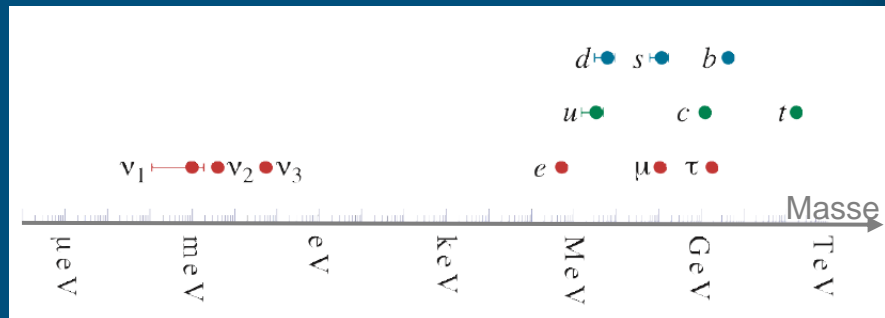 d s b
u c t
ν₁ ν₂ ν₃ e μ τ
Masse
μeV meV eV keV MeV GeV TeV